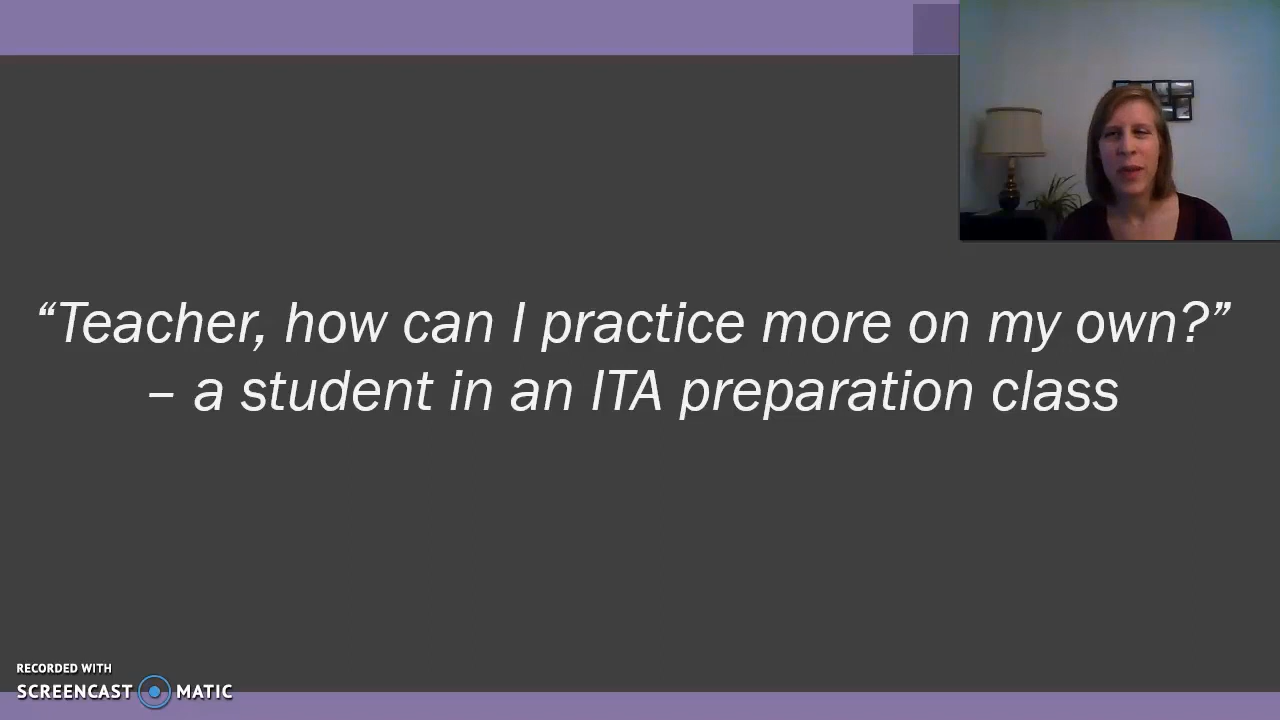 “Teacher, how can I practice more on my own?”
– a student in an ITA preparation class
RECORDED WITH
SCREENCAST MATIC